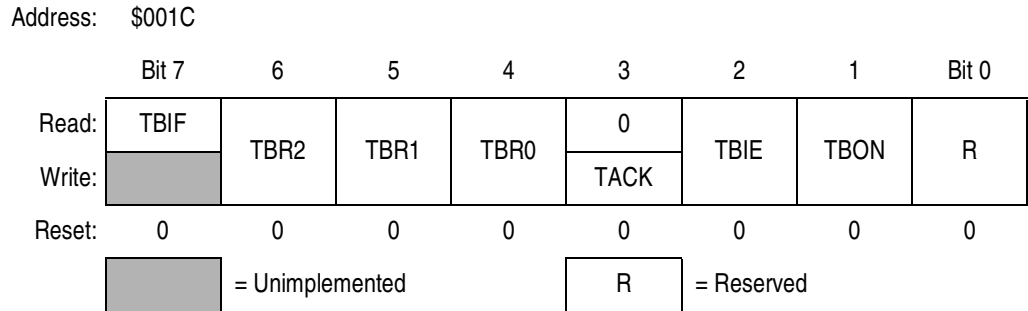 Address: $001C
Bit 7 6 5 4 3 2 1 Bit 0
Read: TBIF TBR2 TBR1 TBR0 0 TBIE TBON R
Write: TACK
Reset: 0 0 0 0 0 0 0 0
= Unimplemented R = Reserved